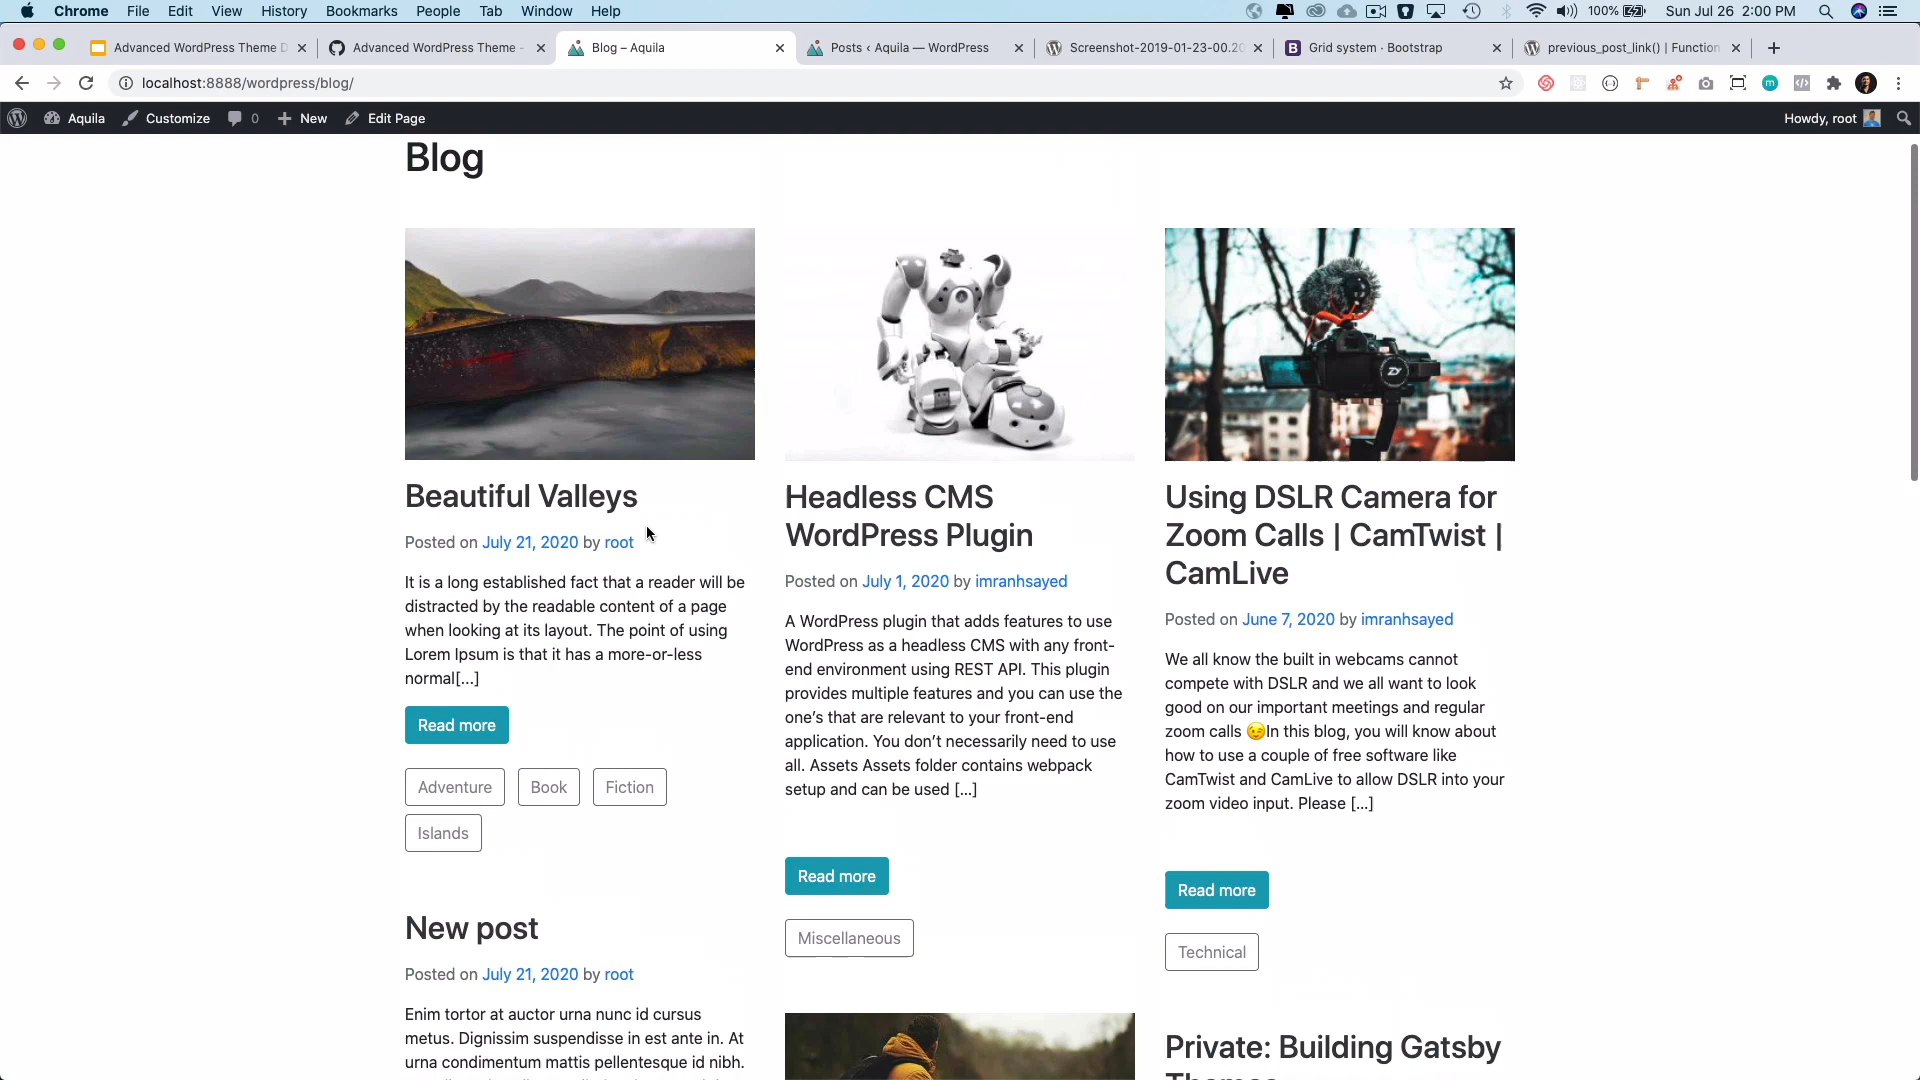 Chrome File Edit View History Bookmarks People Tab Window Help 100% Sun Jul 26 2:00 PM
Advanced WordPress Theme D
Advanced WordPress Theme -
Blog – Aquila
Posts ‹ Aquila — WordPress
Screenshot-2019-01-23-00.20
Grid system · Bootstrap
previous_post_link() | Function
localhost:8888/wordpress/blog/
Aquila Customize 0 New Edit Page Howdy, root
Blog
Beautiful Valleys
Posted on July 21, 2020 by root
It is a long established fact that a reader will be
distracted by the readable content of a page
when looking at its layout. The point of using
Lorem Ipsum is that it has a more-or-less
normal[...]
Read more
Adventure Book Fiction
Islands
New post
Posted on July 21, 2020 by root
Enim tortor at auctor urna nunc id cursus
metus. Dignissim suspendisse in est ante in. At
urna condimentum mattis pellentesque id nibh.
Headless CMS
WordPress Plugin
Posted on July 1, 2020 by imranhsayed
A WordPress plugin that adds features to use
WordPress as a headless CMS with any front-
end environment using REST API. This plugin
provides multiple features and you can use the
one’s that are relevant to your front-end
application. You don’t necessarily need to use
all. Assets Assets folder contains webpack
setup and can be used [...]
Read more
Miscellaneous
Using DSLR Camera for
Zoom Calls | CamTwist |
CamLive
Posted on June 7, 2020 by imranhsayed
We all know the built in webcams cannot
compete with DSLR and we all want to look
good on our important meetings and regular
zoom calls 😉In this blog, you will know about
how to use a couple of free software like
CamTwist and CamLive to allow DSLR into your
zoom video input. Please [...]
Read more
Technical
Private: Building Gatsby